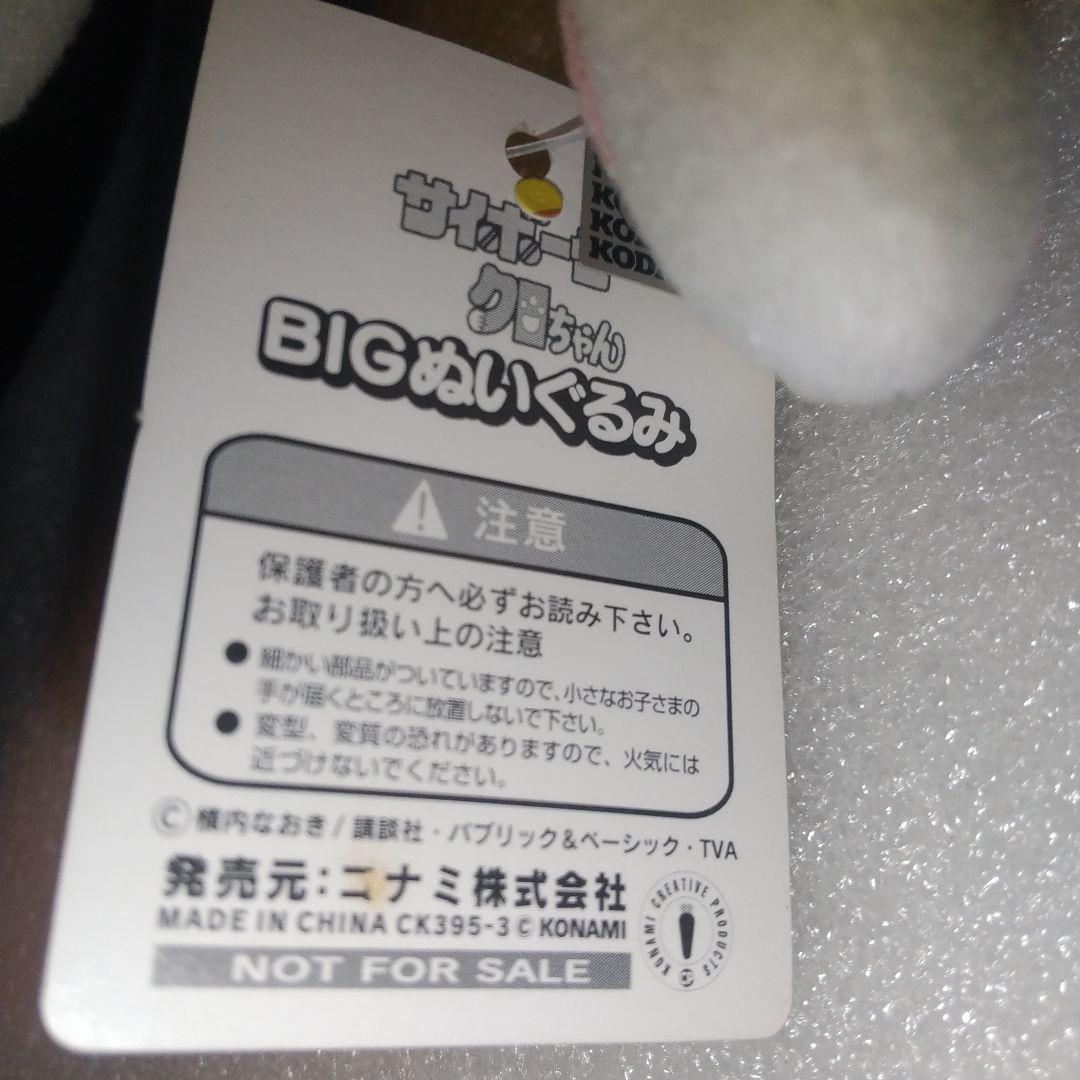 サイボーグ
クロちゃん
BIGぬいぐるみ
注意
保護者の方へ必ずお読み下さい。
お取り扱い上の注意
● 細かい部品がついていますので、小さなお子さまの
手が届くところに放置しないで下さい。
● 変型、変質の恐れがありますので、火気には
近づけないでください。
© 横内なおき / 講談社・パブリック&ベーシック・TVA
発売元:コナミ株式会社
MADE IN CHINA CK395-3 © KONAMI
NOT FOR SALE
KONAMI CREATIVE PRODUCTS